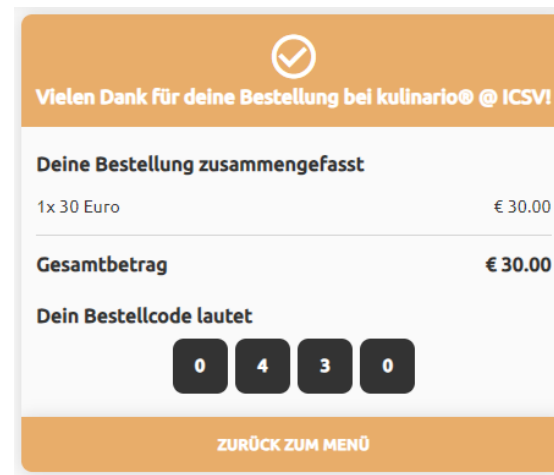 Vielen Dank für deine Bestellung bei kulinario® @ ICSV!
Deine Bestellung zusammengefasst
1x 30 Euro € 30.00
Gesamtbetrag € 30.00
Dein Bestellcode lautet
0 4 3 0
ZURÜCK ZUM MENÜ